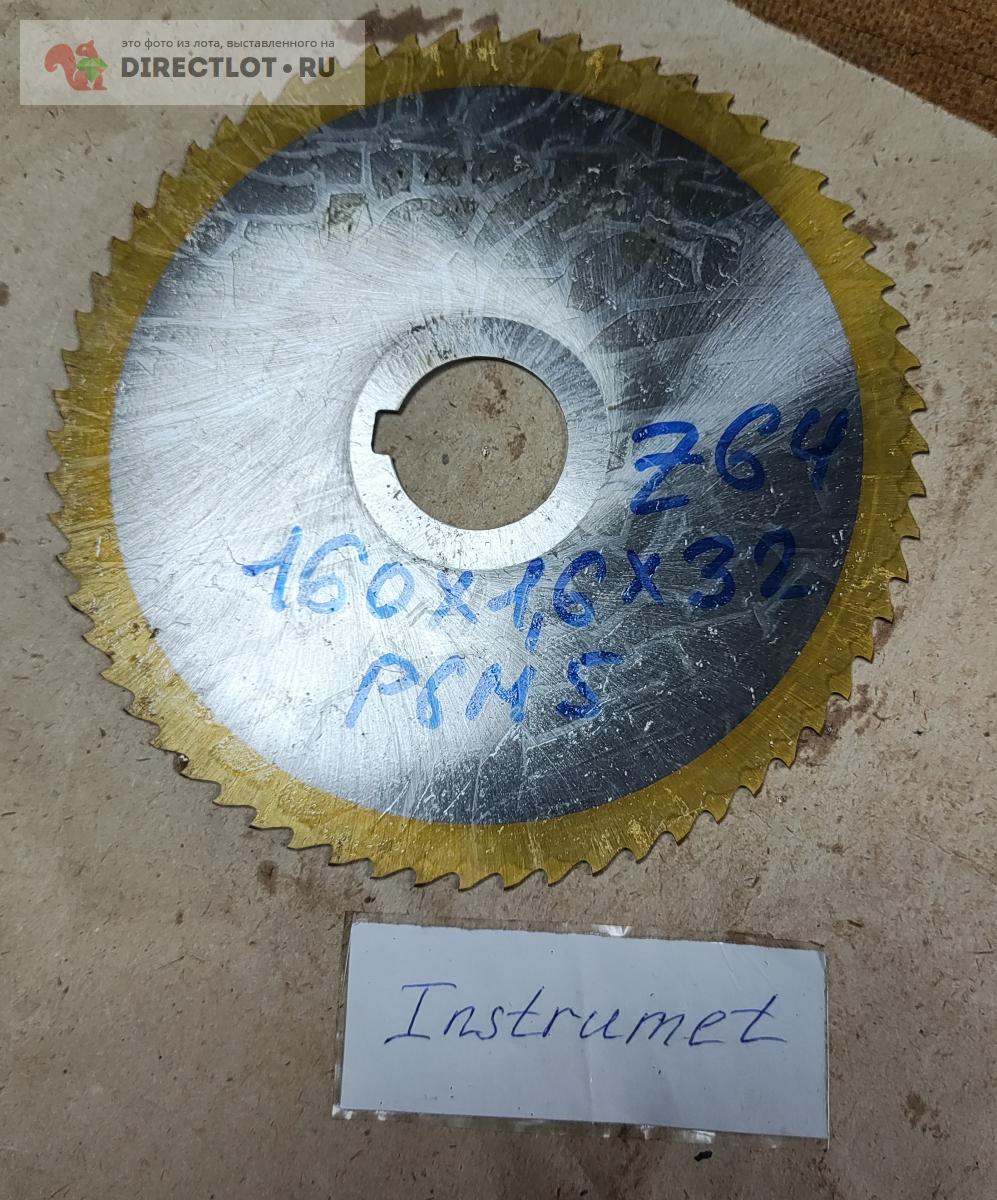 это фото из лота, выставленного на
DIRECTLOT•RU
Z64
160x1,6x32
P6M5
Instrumet